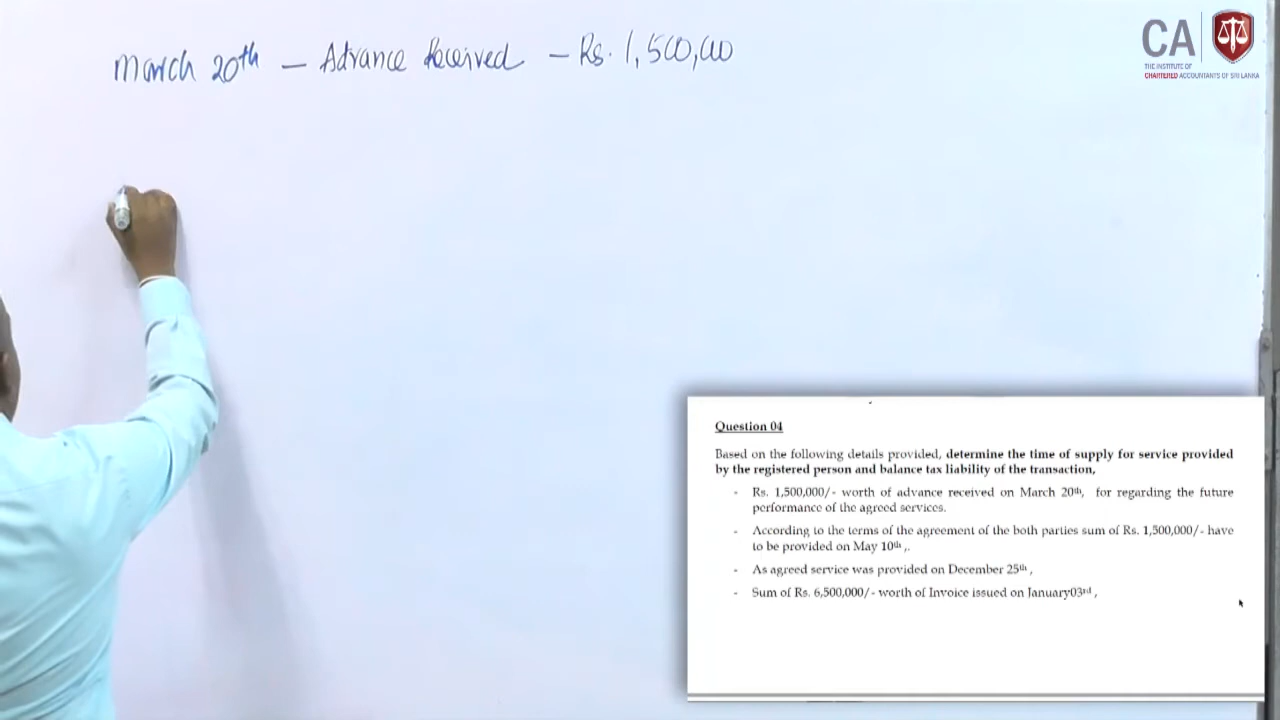 March 20th — Advance Received — Rs. 1,500,000
CA
THE INSTITUTE OF
CHARTERED ACCOUNTANTS OF SRI LANKA
Question 04
Based on the following details provided, determine the time of supply for service provided
by the registered person and balance tax liability of the transaction,
- Rs. 1,500,000/- worth of advance received on March 20th, for regarding the future
performance of the agreed services.
- According to the terms of the agreement of the both parties sum of Rs. 1,500,000/- have
to be provided on May 10th ,.
- As agreed service was provided on December 25th ,
- Sum of Rs. 6,500,000/- worth of Invoice issued on January03rd ,